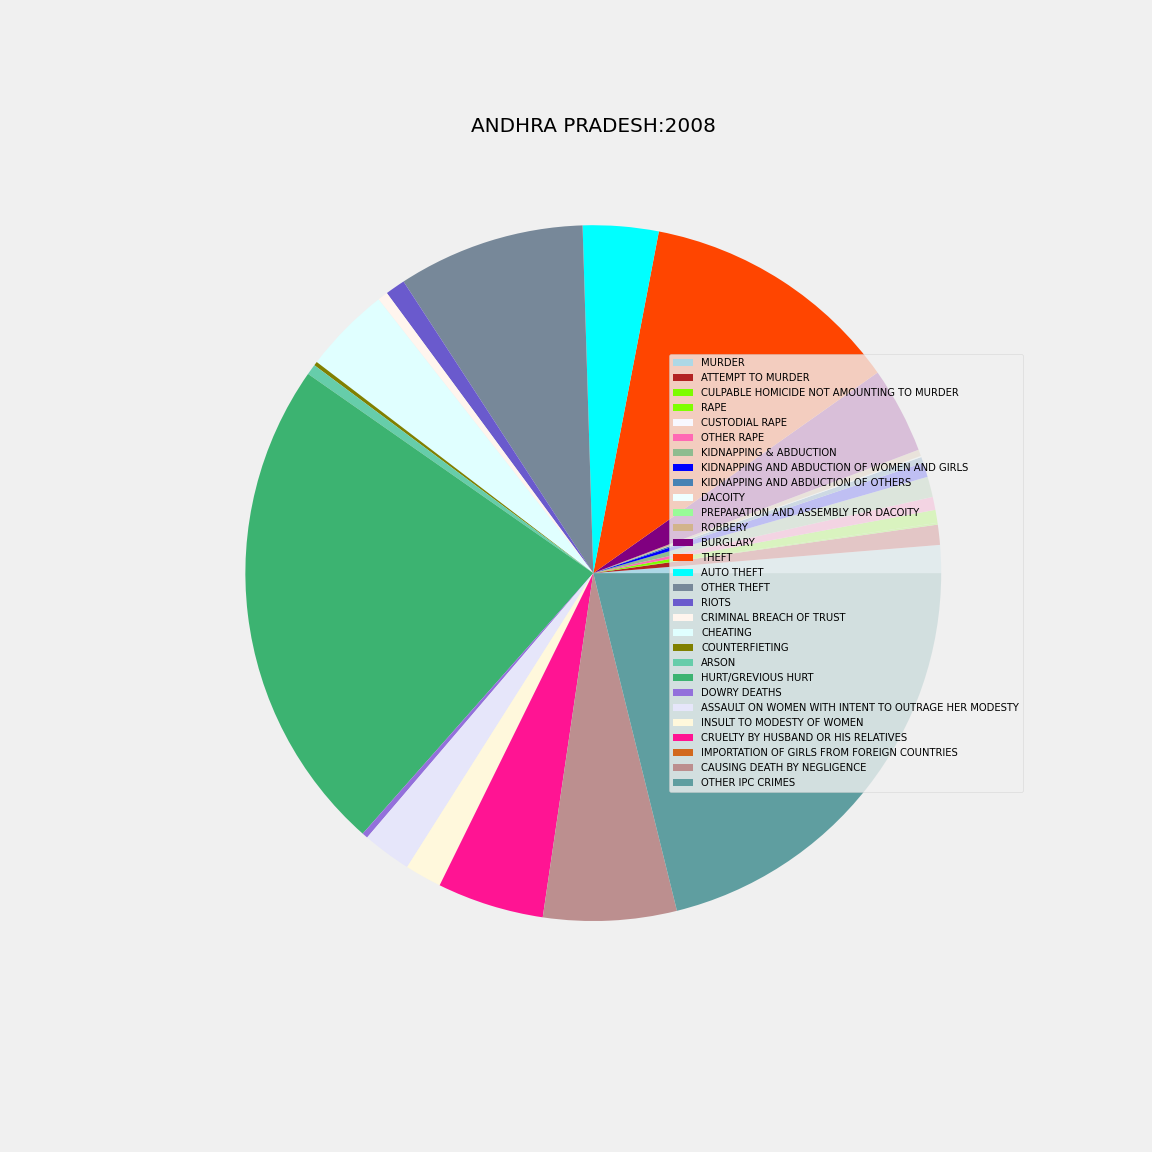 ANDHRA PRADESH:2008
MURDER
ATTEMPT TO MURDER
CULPABLE HOMICIDE NOT AMOUNTING TO MURDER
RAPE
CUSTODIAL RAPE
OTHER RAPE
KIDNAPPING & ABDUCTION
KIDNAPPING AND ABDUCTION OF WOMEN AND GIRLS
KIDNAPPING AND ABDUCTION OF OTHERS
DACOITY
PREPARATION AND ASSEMBLY FOR DACOITY
ROBBERY
BURGLARY
THEFT
AUTO THEFT
OTHER THEFT
RIOTS
CRIMINAL BREACH OF TRUST
CHEATING
COUNTERFIETING
ARSON
HURT/GREVIOUS HURT
DOWRY DEATHS
ASSAULT ON WOMEN WITH INTENT TO OUTRAGE HER MODESTY
INSULT TO MODESTY OF WOMEN
CRUELTY BY HUSBAND OR HIS RELATIVES
IMPORTATION OF GIRLS FROM FOREIGN COUNTRIES
CAUSING DEATH BY NEGLIGENCE
OTHER IPC CRIMES